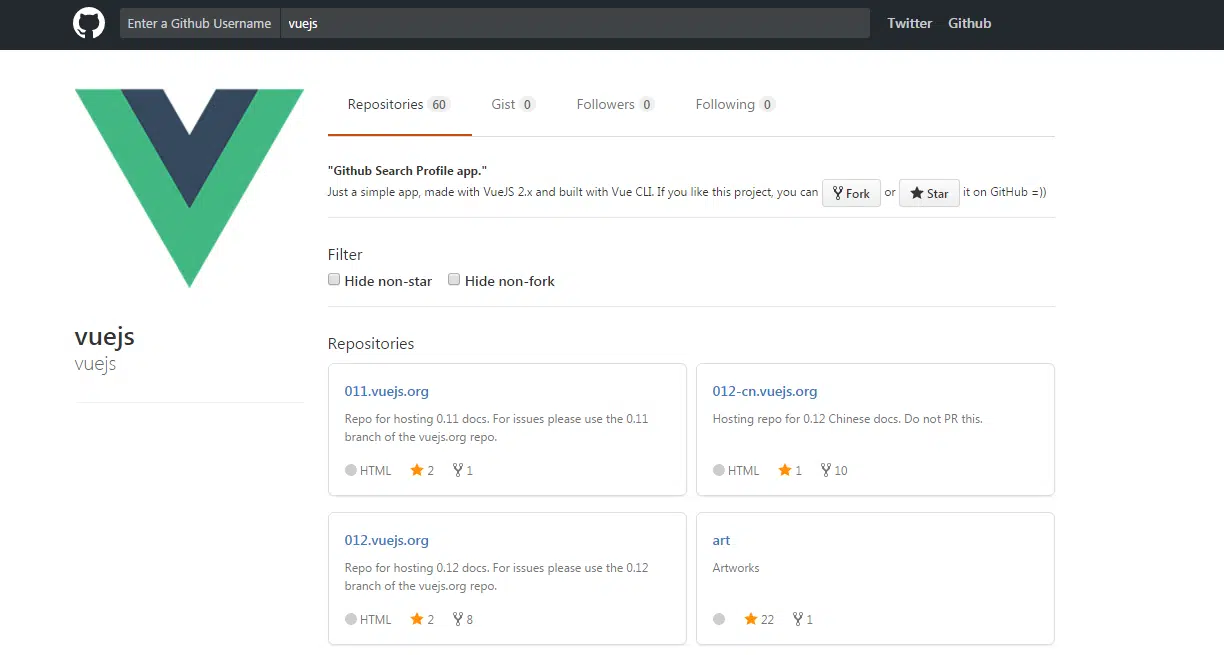 Enter a Github Username vuejs Twitter Github
Repositories 60 Gist 0 Followers 0 Following 0
"Github Search Profile app."
Just a simple app, made with VueJS 2.x and built with Vue CLI. If you like this project, you can Fork or Star it on GitHub =))
Filter
Hide non-star Hide non-fork
vuejs
vuejs
Repositories
011.vuejs.org
Repo for hosting 0.11 docs. For issues please use the 0.11
branch of the vuejs.org repo.
HTML 2 1
012-cn.vuejs.org
Hosting repo for 0.12 Chinese docs. Do not PR this.
HTML 1 10
012.vuejs.org
Repo for hosting 0.12 docs. For issues please use the 0.12
branch of the vuejs.org repo.
HTML 2 8
art
Artworks
22 1